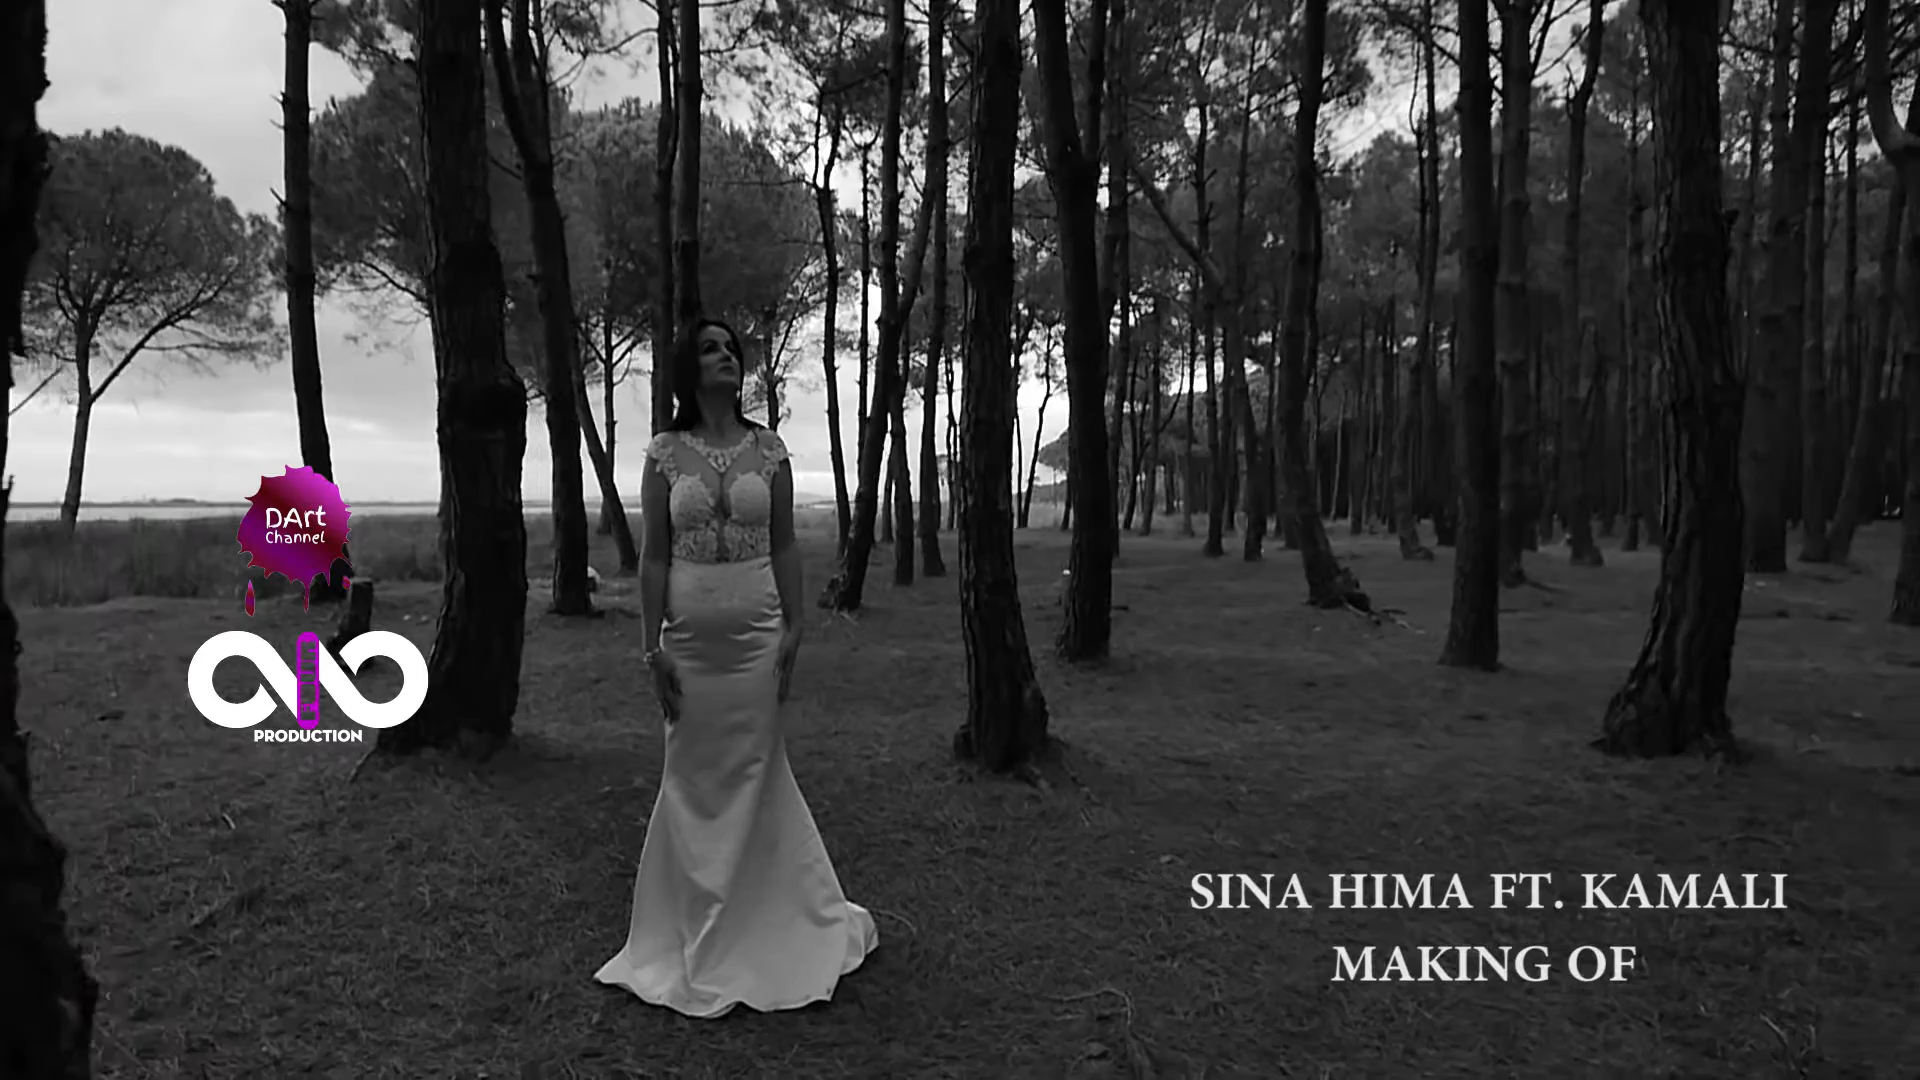 DArt
Channel
PRODUCTION
SINA HIMA FT. KAMALI
MAKING OF